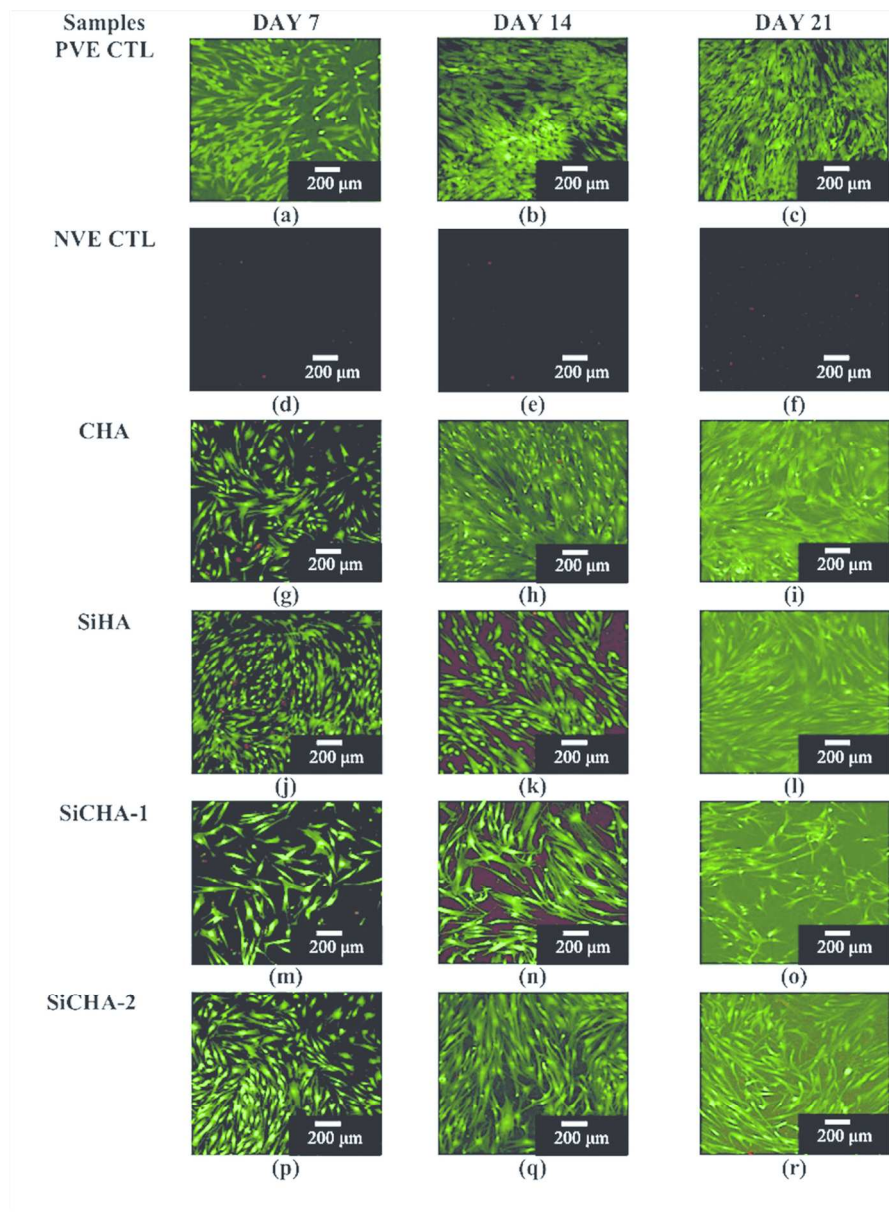 Samples DAY 7 DAY 14 DAY 21
PVE CTL
200 µm 200 µm 200 µm
(a) (b) (c)
NVE CTL
200 µm 200 µm 200 µm
(d) (e) (f)
CHA
200 µm 200 µm 200 µm
(g) (h) (i)
SiHA
200 µm 200 µm 200 µm
(j) (k) (l)
SiCHA-1
200 µm 200 µm 200 µm
(m) (n) (o)
SiCHA-2
200 µm 200 µm 200 µm
(p) (q) (r)